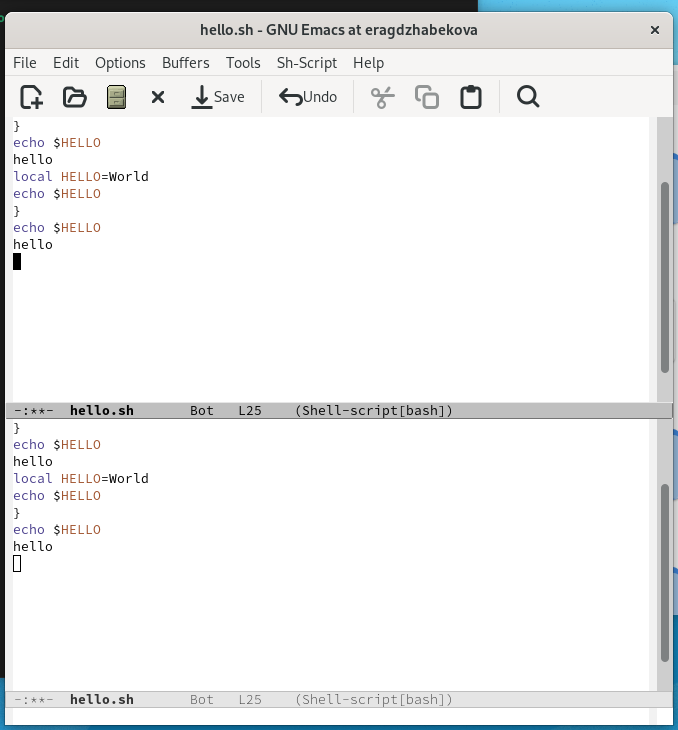 hello.sh - GNU Emacs at eragdzhabekova ×
File Edit Options Buffers Tools Sh-Script Help
Save Undo
}
echo $HELLO
hello
local HELLO=World
echo $HELLO
}
echo $HELLO
hello
-:**- hello.sh Bot L25 (Shell-script[bash])
}
echo $HELLO
hello
local HELLO=World
echo $HELLO
}
echo $HELLO
hello
-:**- hello.sh Bot L25 (Shell-script[bash])